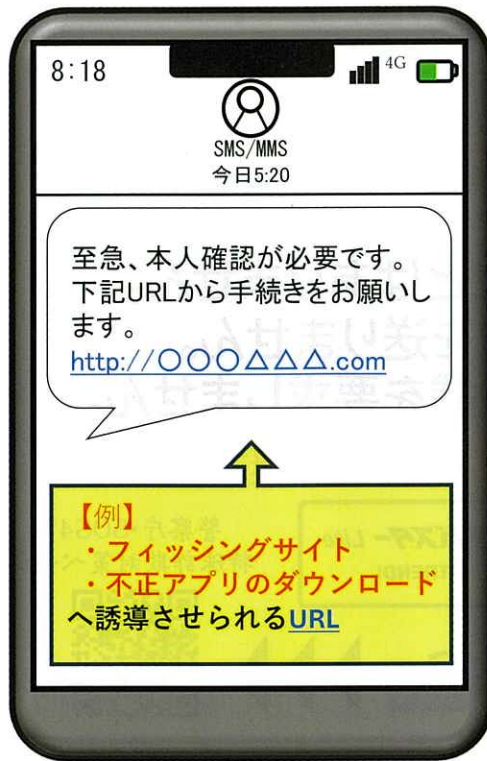 8:18
4G
SMS/MMS
今日5:20
至急、本人確認が必要です。
下記URLから手続きをお願いし
ます。
http://〇〇〇△△△.com
【例】
・フィッシングサイト
・不正アプリのダウンロード
へ誘導させられるURL